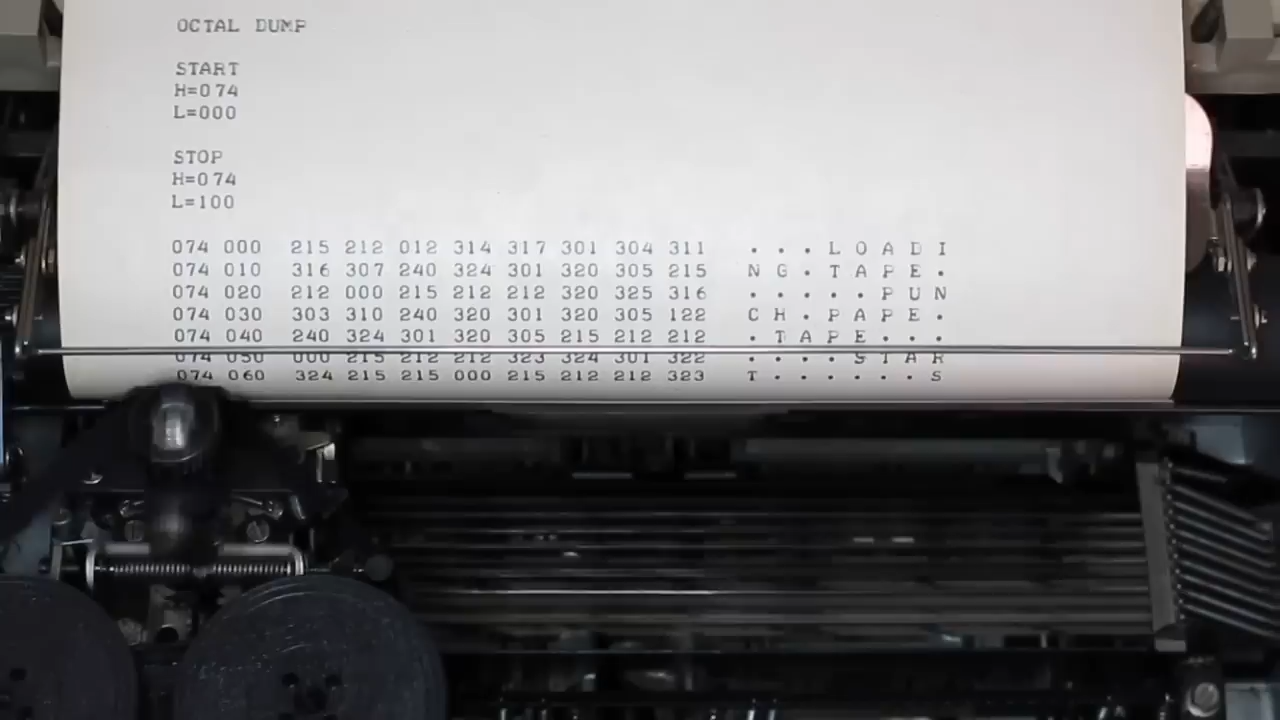 OCTAL DUMP
START
H=074
L=000
STOP
H=074
L=100
074 000 215 212 012 314 317 301 304 311 . . . L O A D I
074 010 316 307 240 324 301 320 305 215 N G . T A P E .
074 020 212 000 215 212 212 320 325 316 . . . . . P U N
074 030 303 310 240 320 301 320 305 122 C H . P A P E .
074 040 240 324 301 320 305 215 212 212 . T A P E . . .
074 050 000 215 212 212 323 324 301 322 . . . . S T A R
074 060 324 215 215 000 215 212 212 323 T . . . . . . S